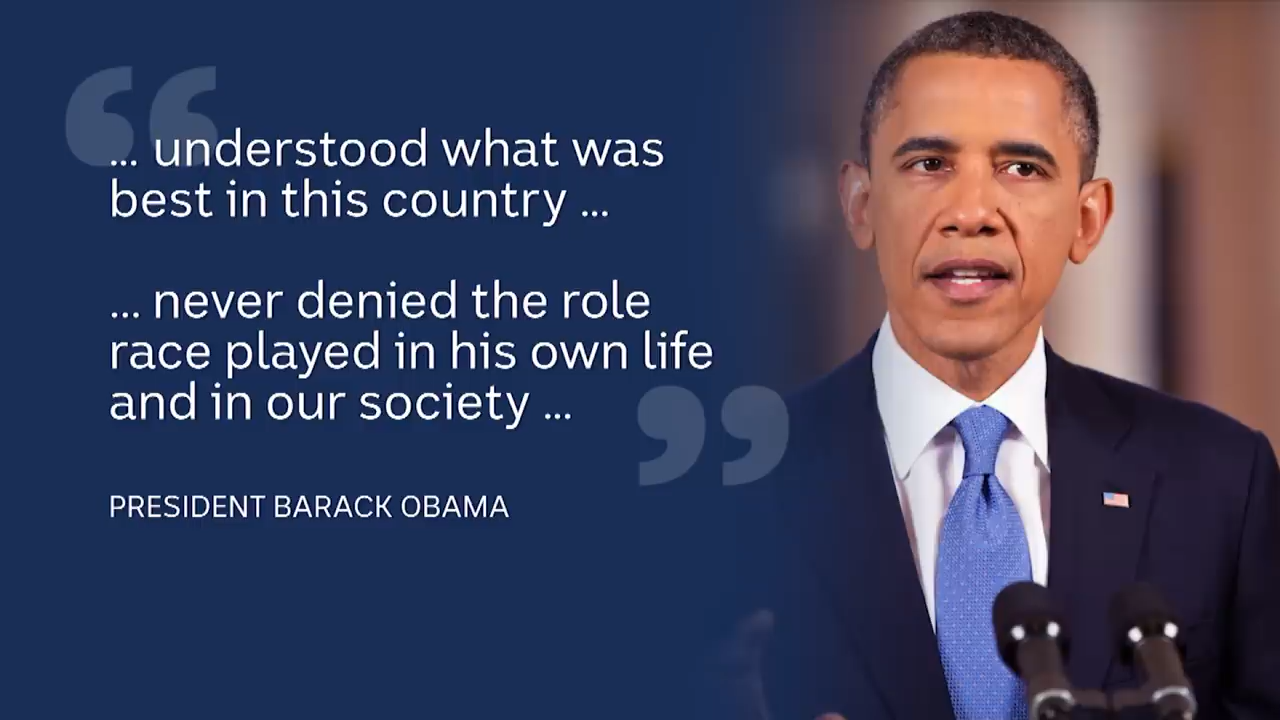 ... understood what was
best in this country ...
... never denied the role
race played in his own life
and in our society ...
PRESIDENT BARACK OBAMA